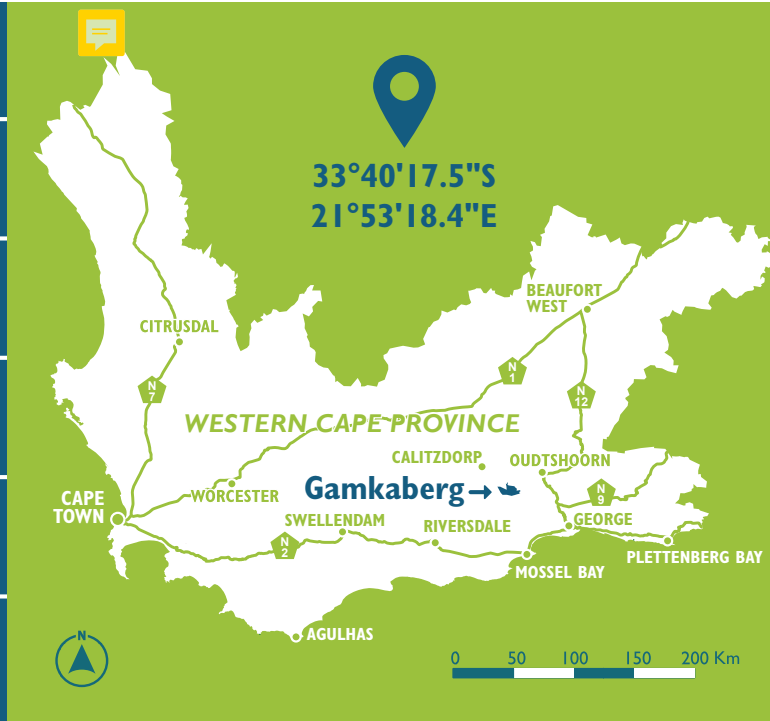 33°40'17.5"S
21°53'18.4"E
BEAUFORT
WEST
CITRUSDAL
N
1
N
7
N
12
WESTERN CAPE PROVINCE
CALITZDORP
OUDTSHOORN
Gamkaberg
WORCESTER
N
9
CAPE
TOWN
SWELLENDAM
RIVERSDALE
GEORGE
N
2
PLETTENBERG BAY
MOSSEL BAY
AGULHAS
N
0 50 100 150 200 Km